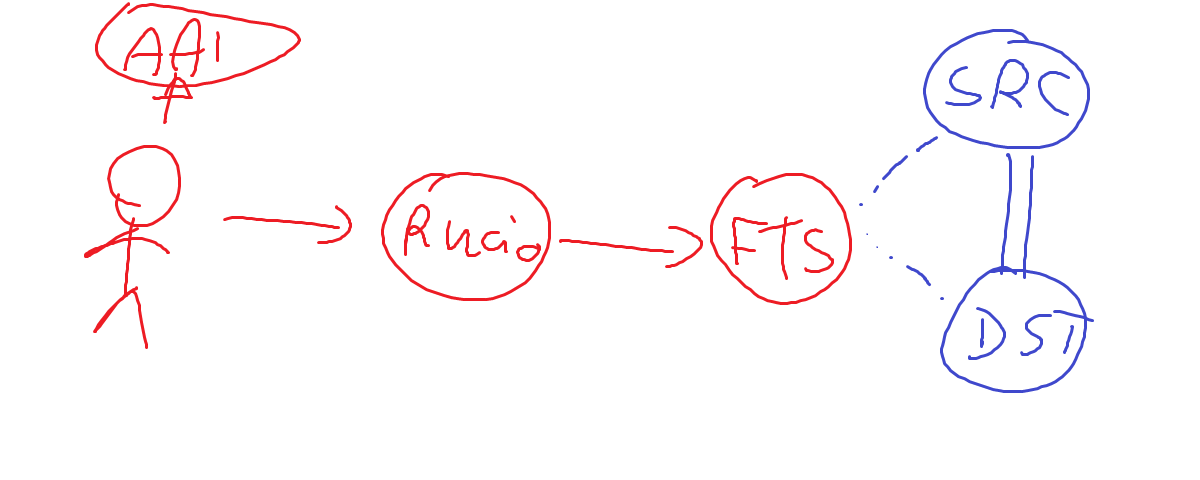 AAI
SRC
Rucio
FTS
DST